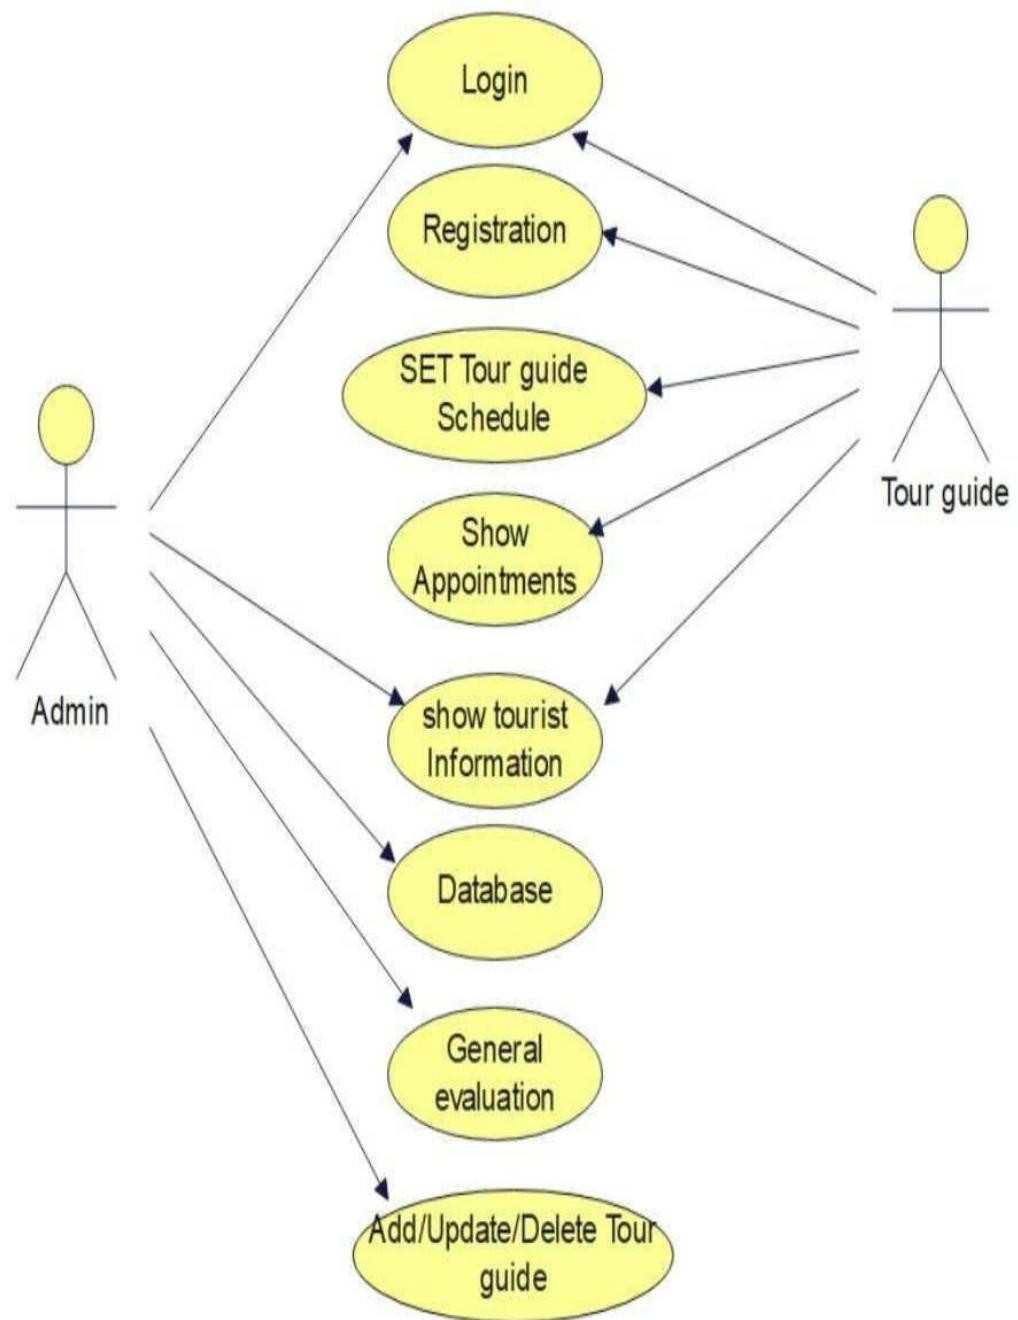 Login
Registration
SET Tour guide
Schedule
Tour guide
Show
Appointments
Admin
show tourist
Information
Database
General
evaluation
Add/Update/Delete Tour
guide